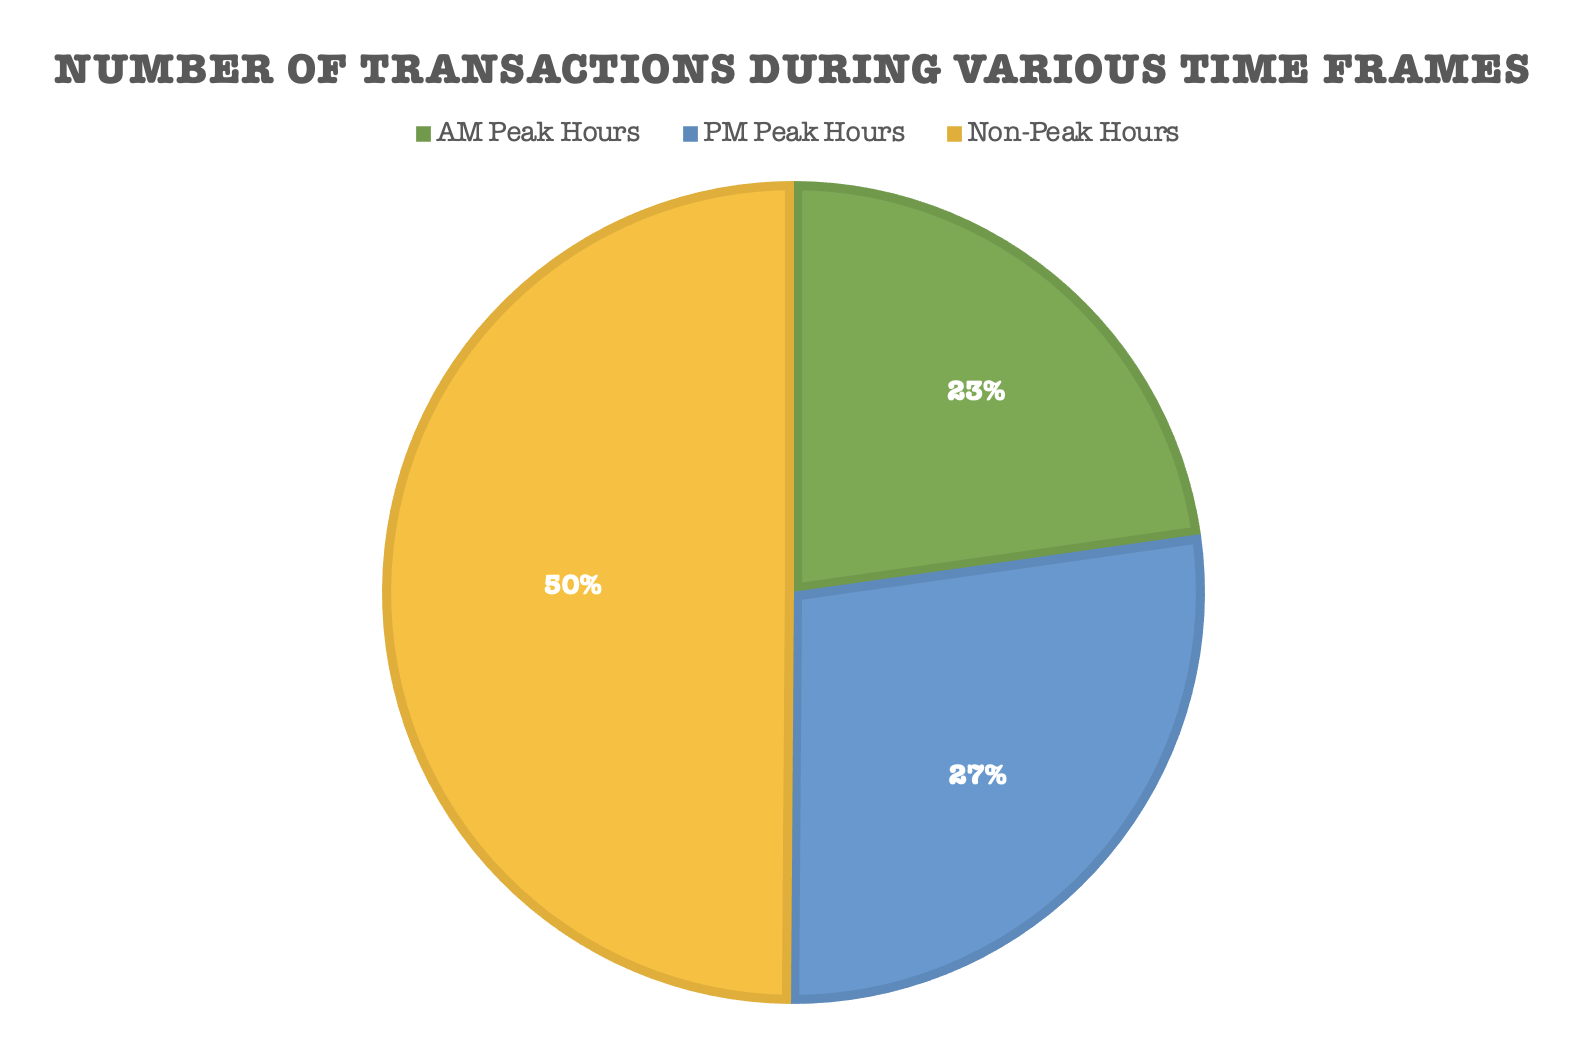 NUMBER OF TRANSACTIONS DURING VARIOUS TIME FRAMES
AM Peak Hours PM Peak Hours Non-Peak Hours
23%
50%
27%